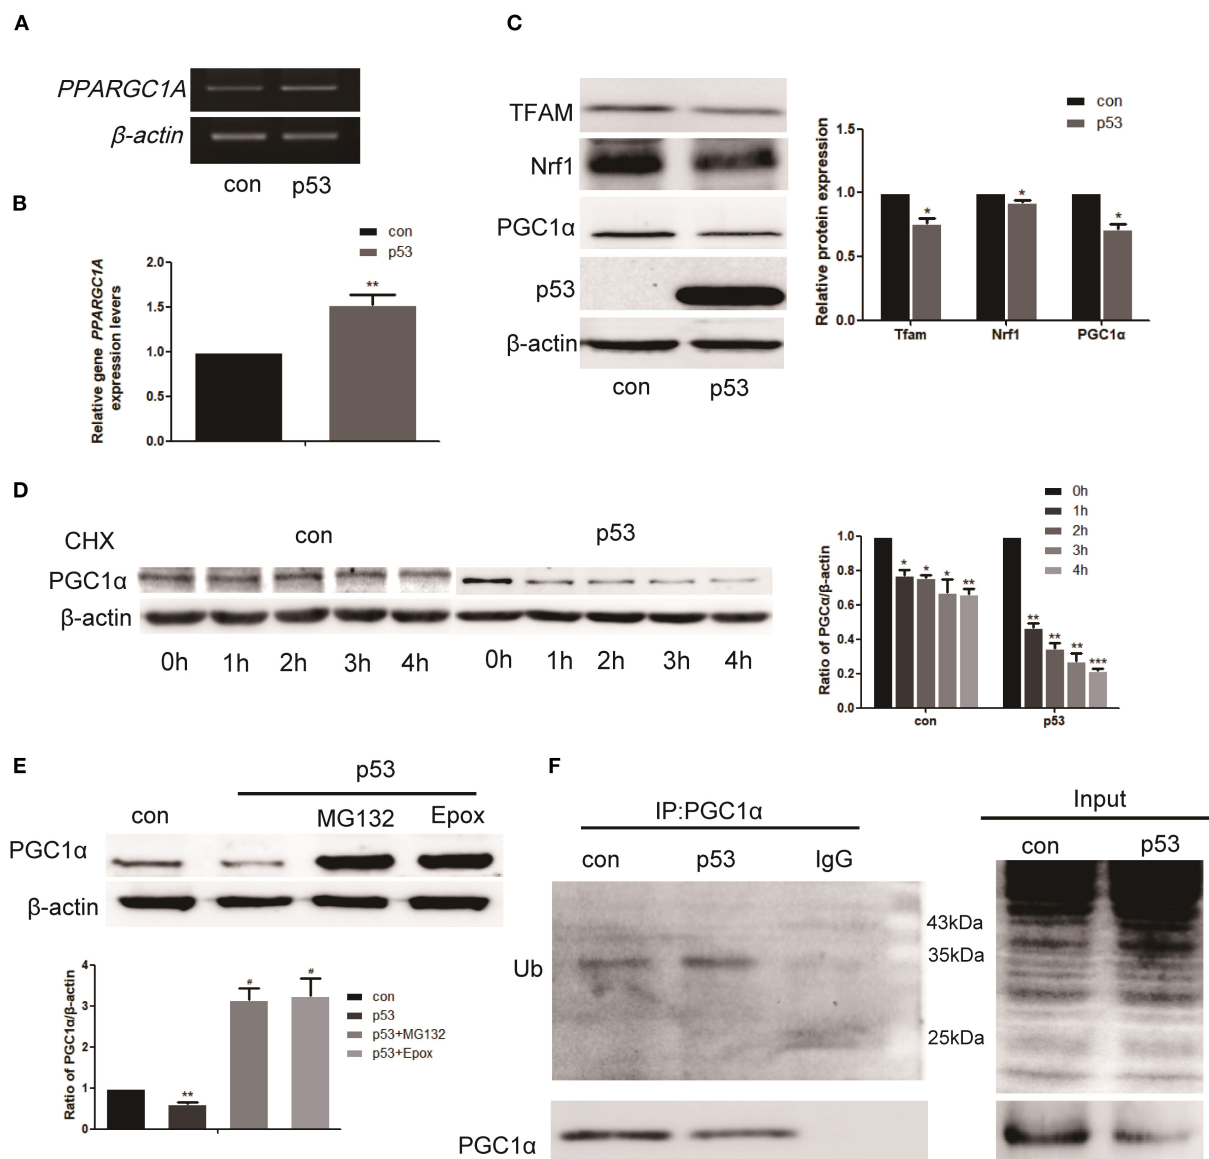 A
PPARGC1A
β-actin
con p53
B
con
p53
Relative gene PPARGC1A
expression levers
2.0
**
1.5
1.0
0.5
0.0
C
TFAM
Nrf1
PGC1α
p53
β-actin
con p53
con
p53
Relative protein expression
1.5
1.0
0.5
0.0
* * *
Tfam Nrf1 PGC1α
D
CHX con p53
PGC1α
β-actin
0h 1h 2h 3h 4h 0h 1h 2h 3h 4h
0h
1h
2h
3h
4h
Ratio of PGCα/β-actin
1.0
0.8
0.6
0.4
0.2
0.0
* * * **
** ** ** ***
con p53
E
p53
con MG132 Epox
PGC1α
β-actin
Ratio of PGC1α/β-actin
4
3
2
1
0
** # #
con
p53
p53+MG132
p53+Epox
F
IP:PGC1α
con p53 IgG
Ub
43kDa
35kDa
25kDa
PGC1α
Input
con p53